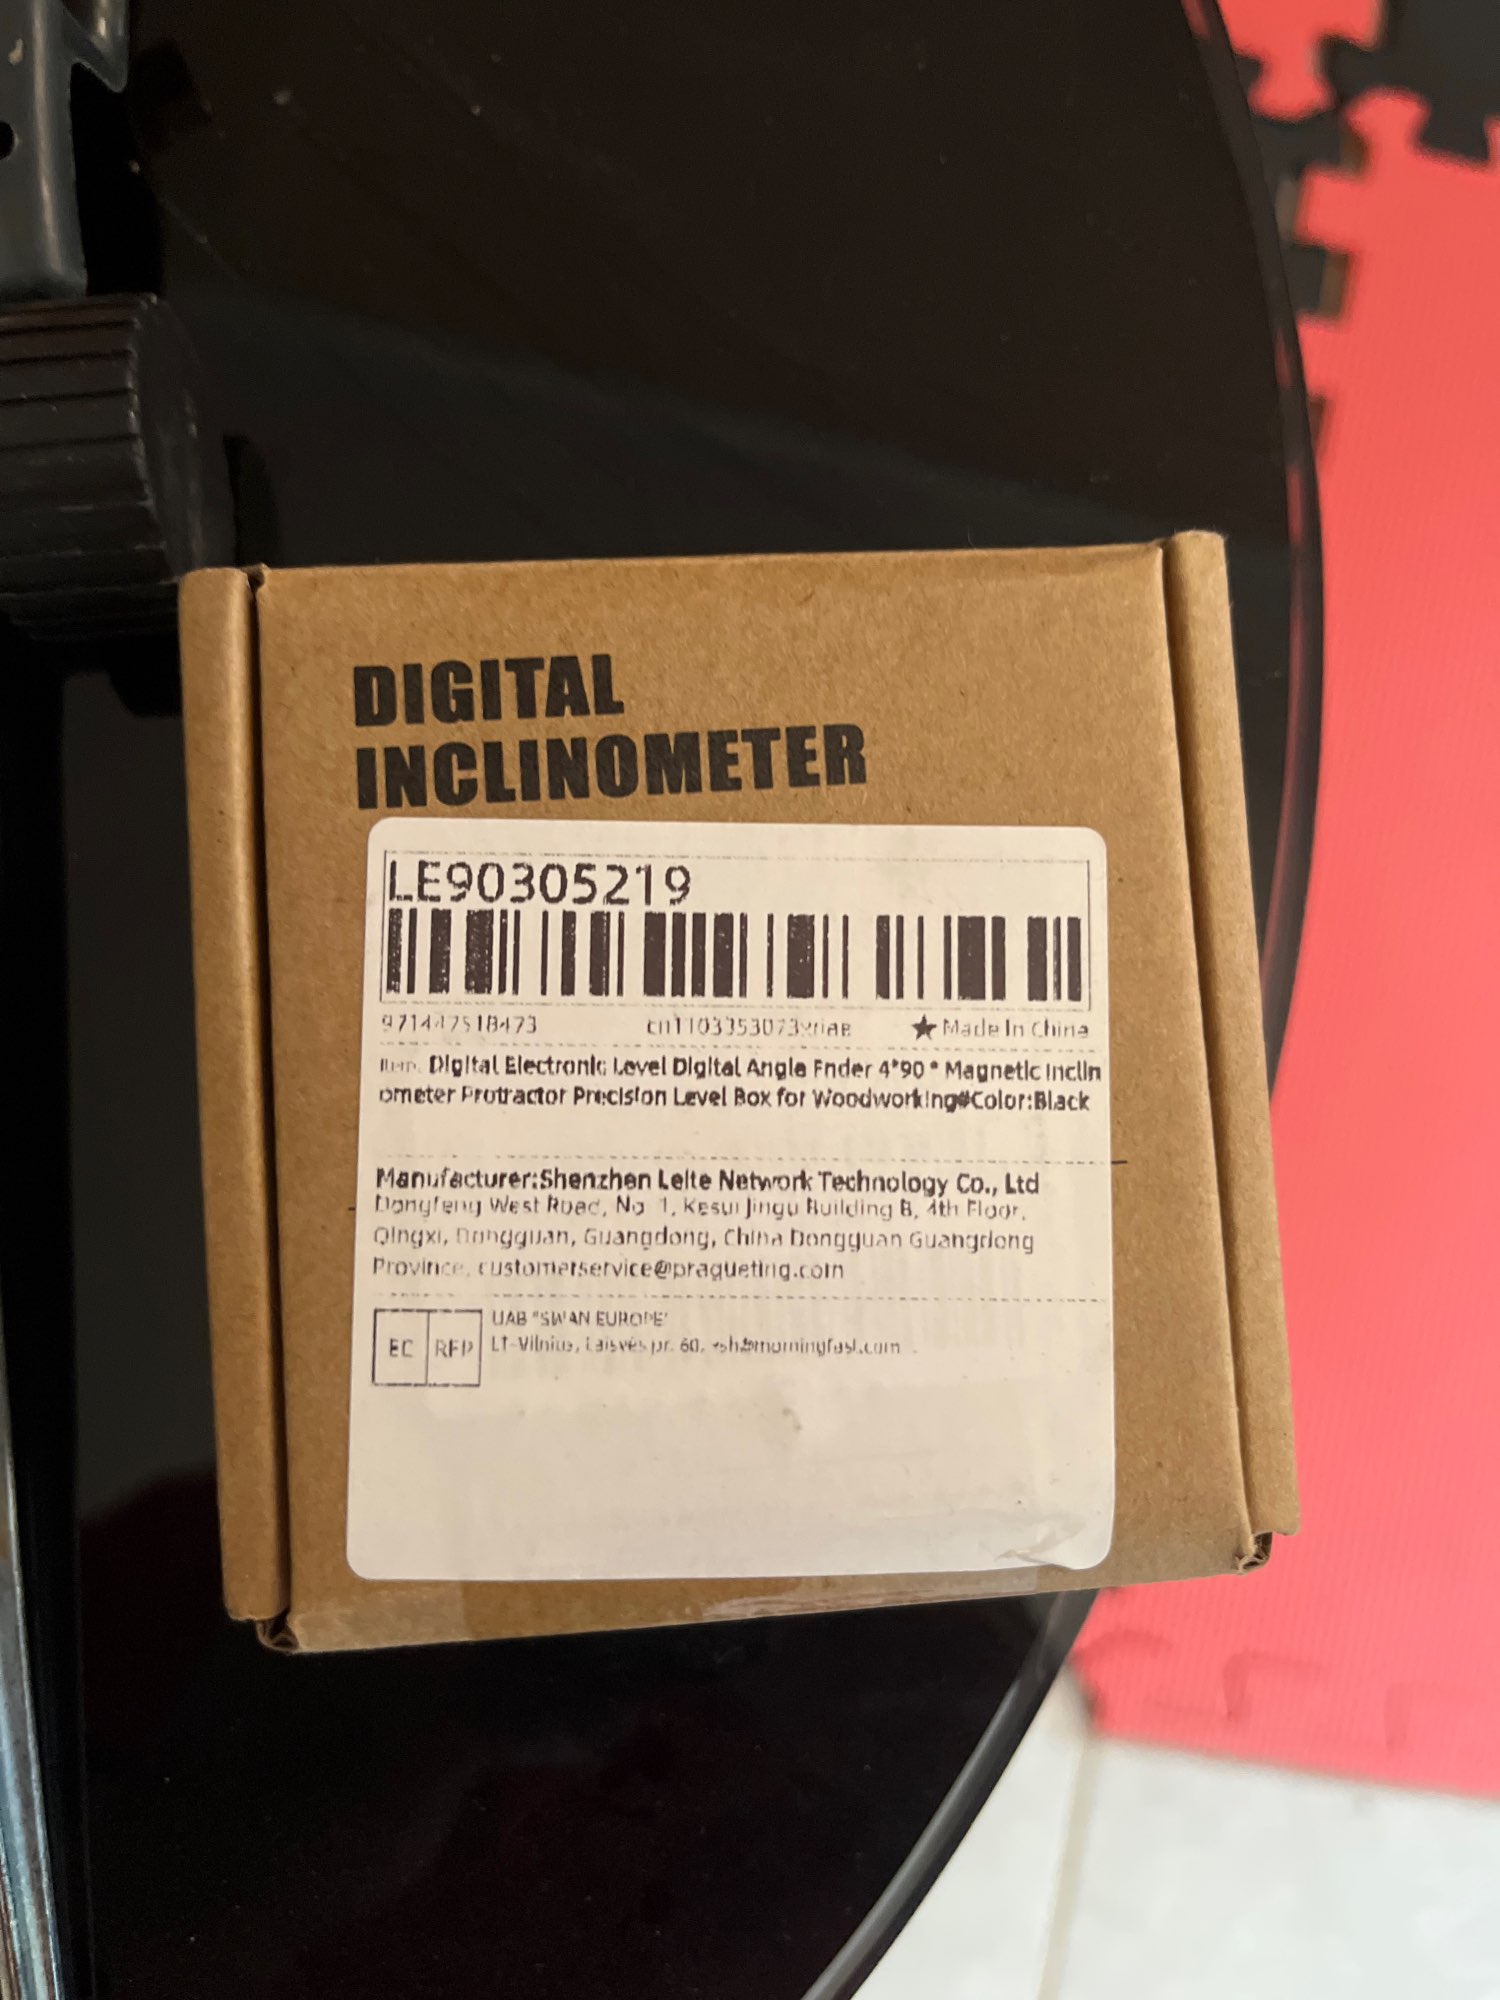 DIGITAL
INCLINOMETER
LE90305219
971447518473 ★Made In China
Item: Digital Electronic Level Digital Angle Fnder 4*90° Magnetic Inclin
ometer Protractor Precision Level Box for Woodworking#Color:Black
Manufacturer:Shenzhen Leite Network Technology Co., Ltd
Dongfeng West Road, No 1, Building B, 4th Floor,
Qingxi, Dongguan, Guangdong, China Dongguan Guangdong
Province. customerservice@pragueting.com
EC REP UAB "SWAN EUROPE"
LT-Vilnius, Laisvės pr. 60,